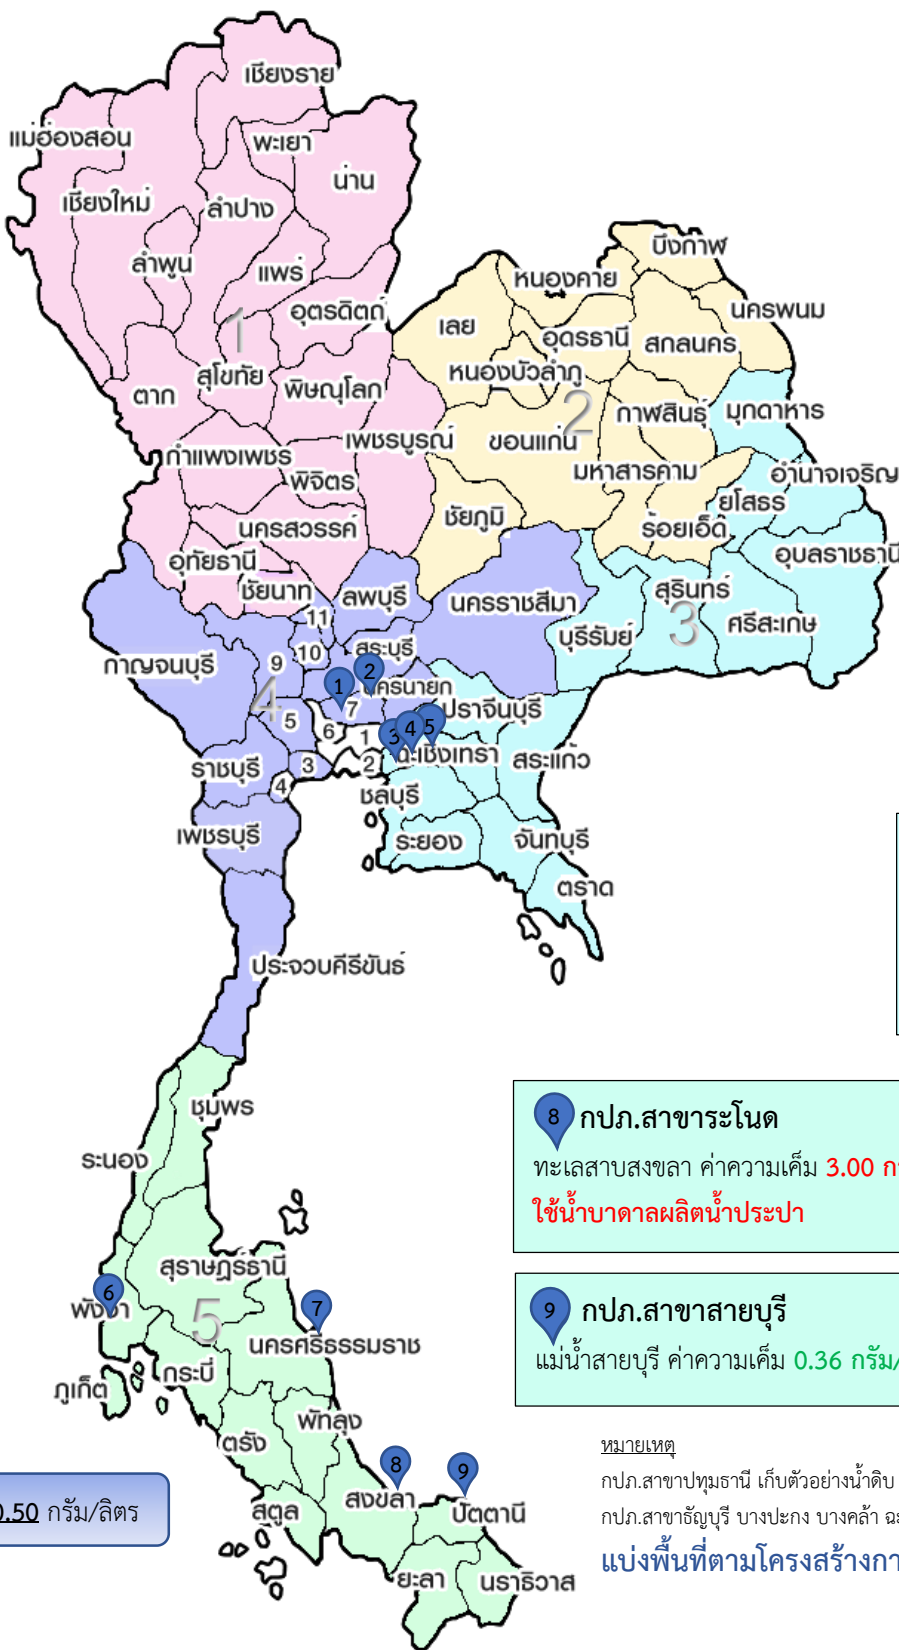 เชียงราย
แม่ฮ่องสอน
พะเยา
น่าน
เชียงใหม่
ลำปาง
ลำพูน
แพร่
อุตรดิตถ์
1
สุโขทัย
ตาก
พิษณุโลก
เพชรบูรณ์
กำแพงเพชร
พิจิตร
นครสวรรค์
อุทัยธานี
ชัยนาท
บึงกาฬ
หนองคาย
นครพนม
เลย
อุดรธานี
สกลนคร
หนองบัวลำภู
2
กาฬสินธุ์
มุกดาหาร
ขอนแก่น
มหาสารคาม
อำนาจเจริญ
ยโสธร
ชัยภูมิ
ร้อยเอ็ด
อุบลราชธานี
ลพบุรี
นครราชสีมา
สุรินทร์
3
ศรีสะเกษ
บุรีรัมย์
11
10
สระบุรี
กาญจนบุรี
9
4
1
2
นครนายก
7
ปราจีนบุรี
5
6
1
3
4
5
ฉะเชิงเทรา
สระแก้ว
ราชบุรี
3
2
4
ชลบุรี
เพชรบุรี
ระยอง
จันทบุรี
ตราด
ประจวบคีรีขันธ์
ชุมพร
ระนอง
สุราษฎร์ธานี
6
พังงา
5
7
นครศรีธรรมราช
กระบี่
ภูเก็ต
พัทลุง
ตรัง
8
9
สงขลา
ปัตตานี
สตูล
ยะลา
นราธิวาส
8 กปภ.สาขาระโนด
ทะเลสาบสงขลา ค่าความเค็ม 3.00 ก
ใช้น้ำบาดาลผลิตน้ำประปา
9 กปภ.สาขาสายบุรี
แม่น้ำสายบุรี ค่าความเค็ม 0.36 กรัม/
0.50 กรัม/ลิตร
หมายเหตุ
กปภ.สาขาปทุมธานี เก็บตัวอย่างน้ำดิบ
กปภ.สาขาธัญบุรี บางปะกง บางคล้า ฉะ
แบ่งพื้นที่ตามโครงสร้างกา